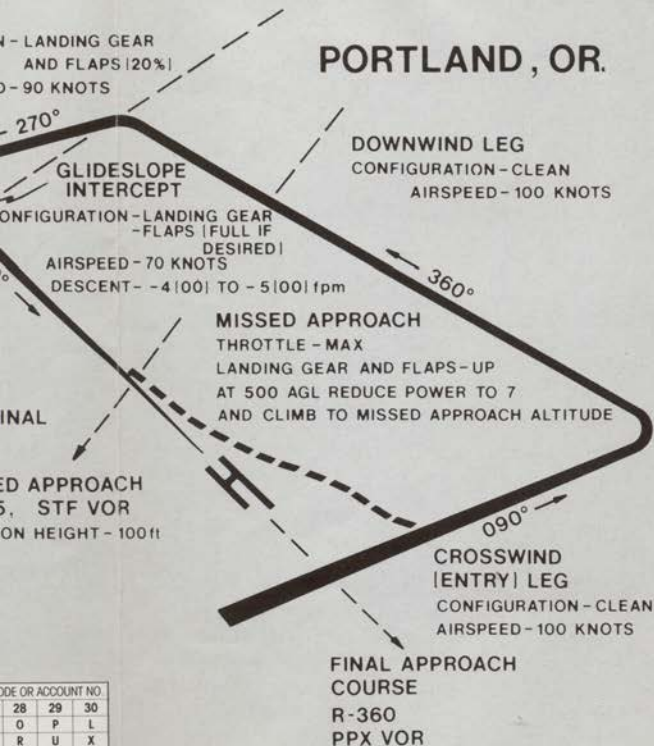 N - LANDING GEAR
AND FLAPS |20%|
D - 90 KNOTS
PORTLAND, OR.
270°
DOWNWIND LEG
CONFIGURATION - CLEAN
AIRSPEED - 100 KNOTS
GLIDESLOPE
INTERCEPT
ONFIGURATION - LANDING GEAR
- FLAPS |FULL IF
DESIRED|
AIRSPEED - 70 KNOTS
DESCENT - -4|00| TO -5|00| fpm
360°
MISSED APPROACH
THROTTLE - MAX
LANDING GEAR AND FLAPS - UP
AT 500 AGL REDUCE POWER TO 7
AND CLIMB TO MISSED APPROACH ALTITUDE
INAL
ED APPROACH
5, STF VOR
ON HEIGHT - 100ft
090°
CROSSWIND
|ENTRY| LEG
CONFIGURATION - CLEAN
AIRSPEED - 100 KNOTS
FINAL APPROACH
COURSE
R-360
PPX VOR
ODE OR ACCOUNT NO.
28 29 30
O P L
R U X